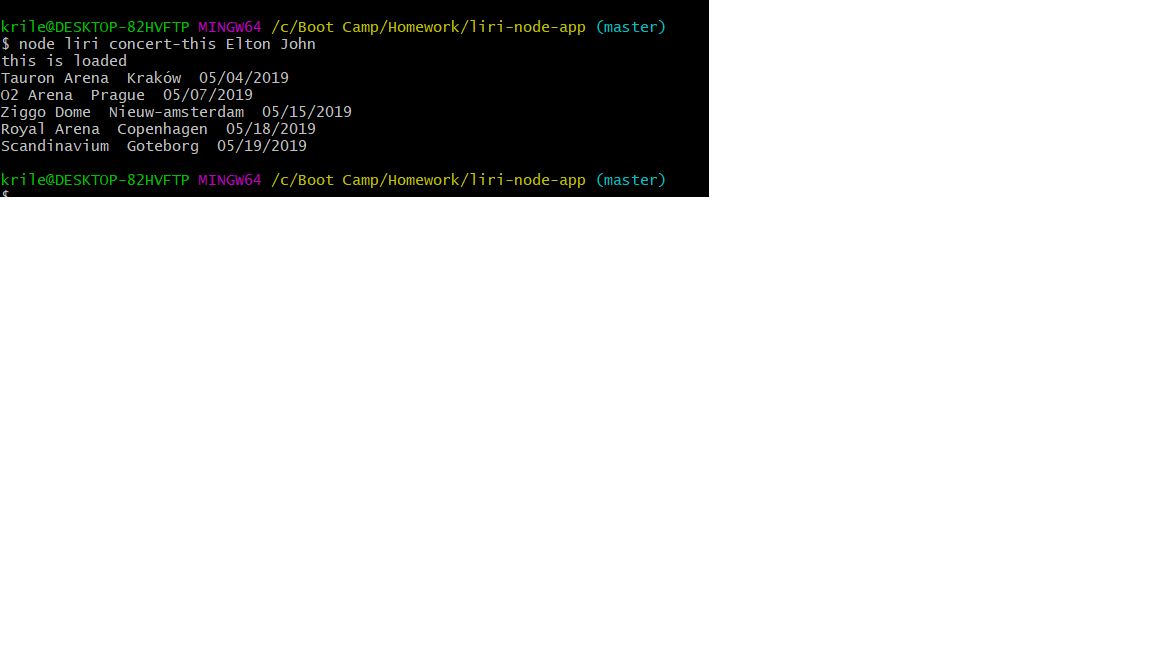 krile@DESKTOP-82HVFTP MINGW64 /c/Boot Camp/Homework/liri-node-app (master)
$ node liri concert-this Elton John
this is loaded
Tauron Arena  Kraków  05/04/2019
O2 Arena  Prague  05/07/2019
Ziggo Dome  Nieuw-amsterdam  05/15/2019
Royal Arena  Copenhagen  05/18/2019
Scandinavium  Goteborg  05/19/2019
krile@DESKTOP-82HVFTP MINGW64 /c/Boot Camp/Homework/liri-node-app (master)
$